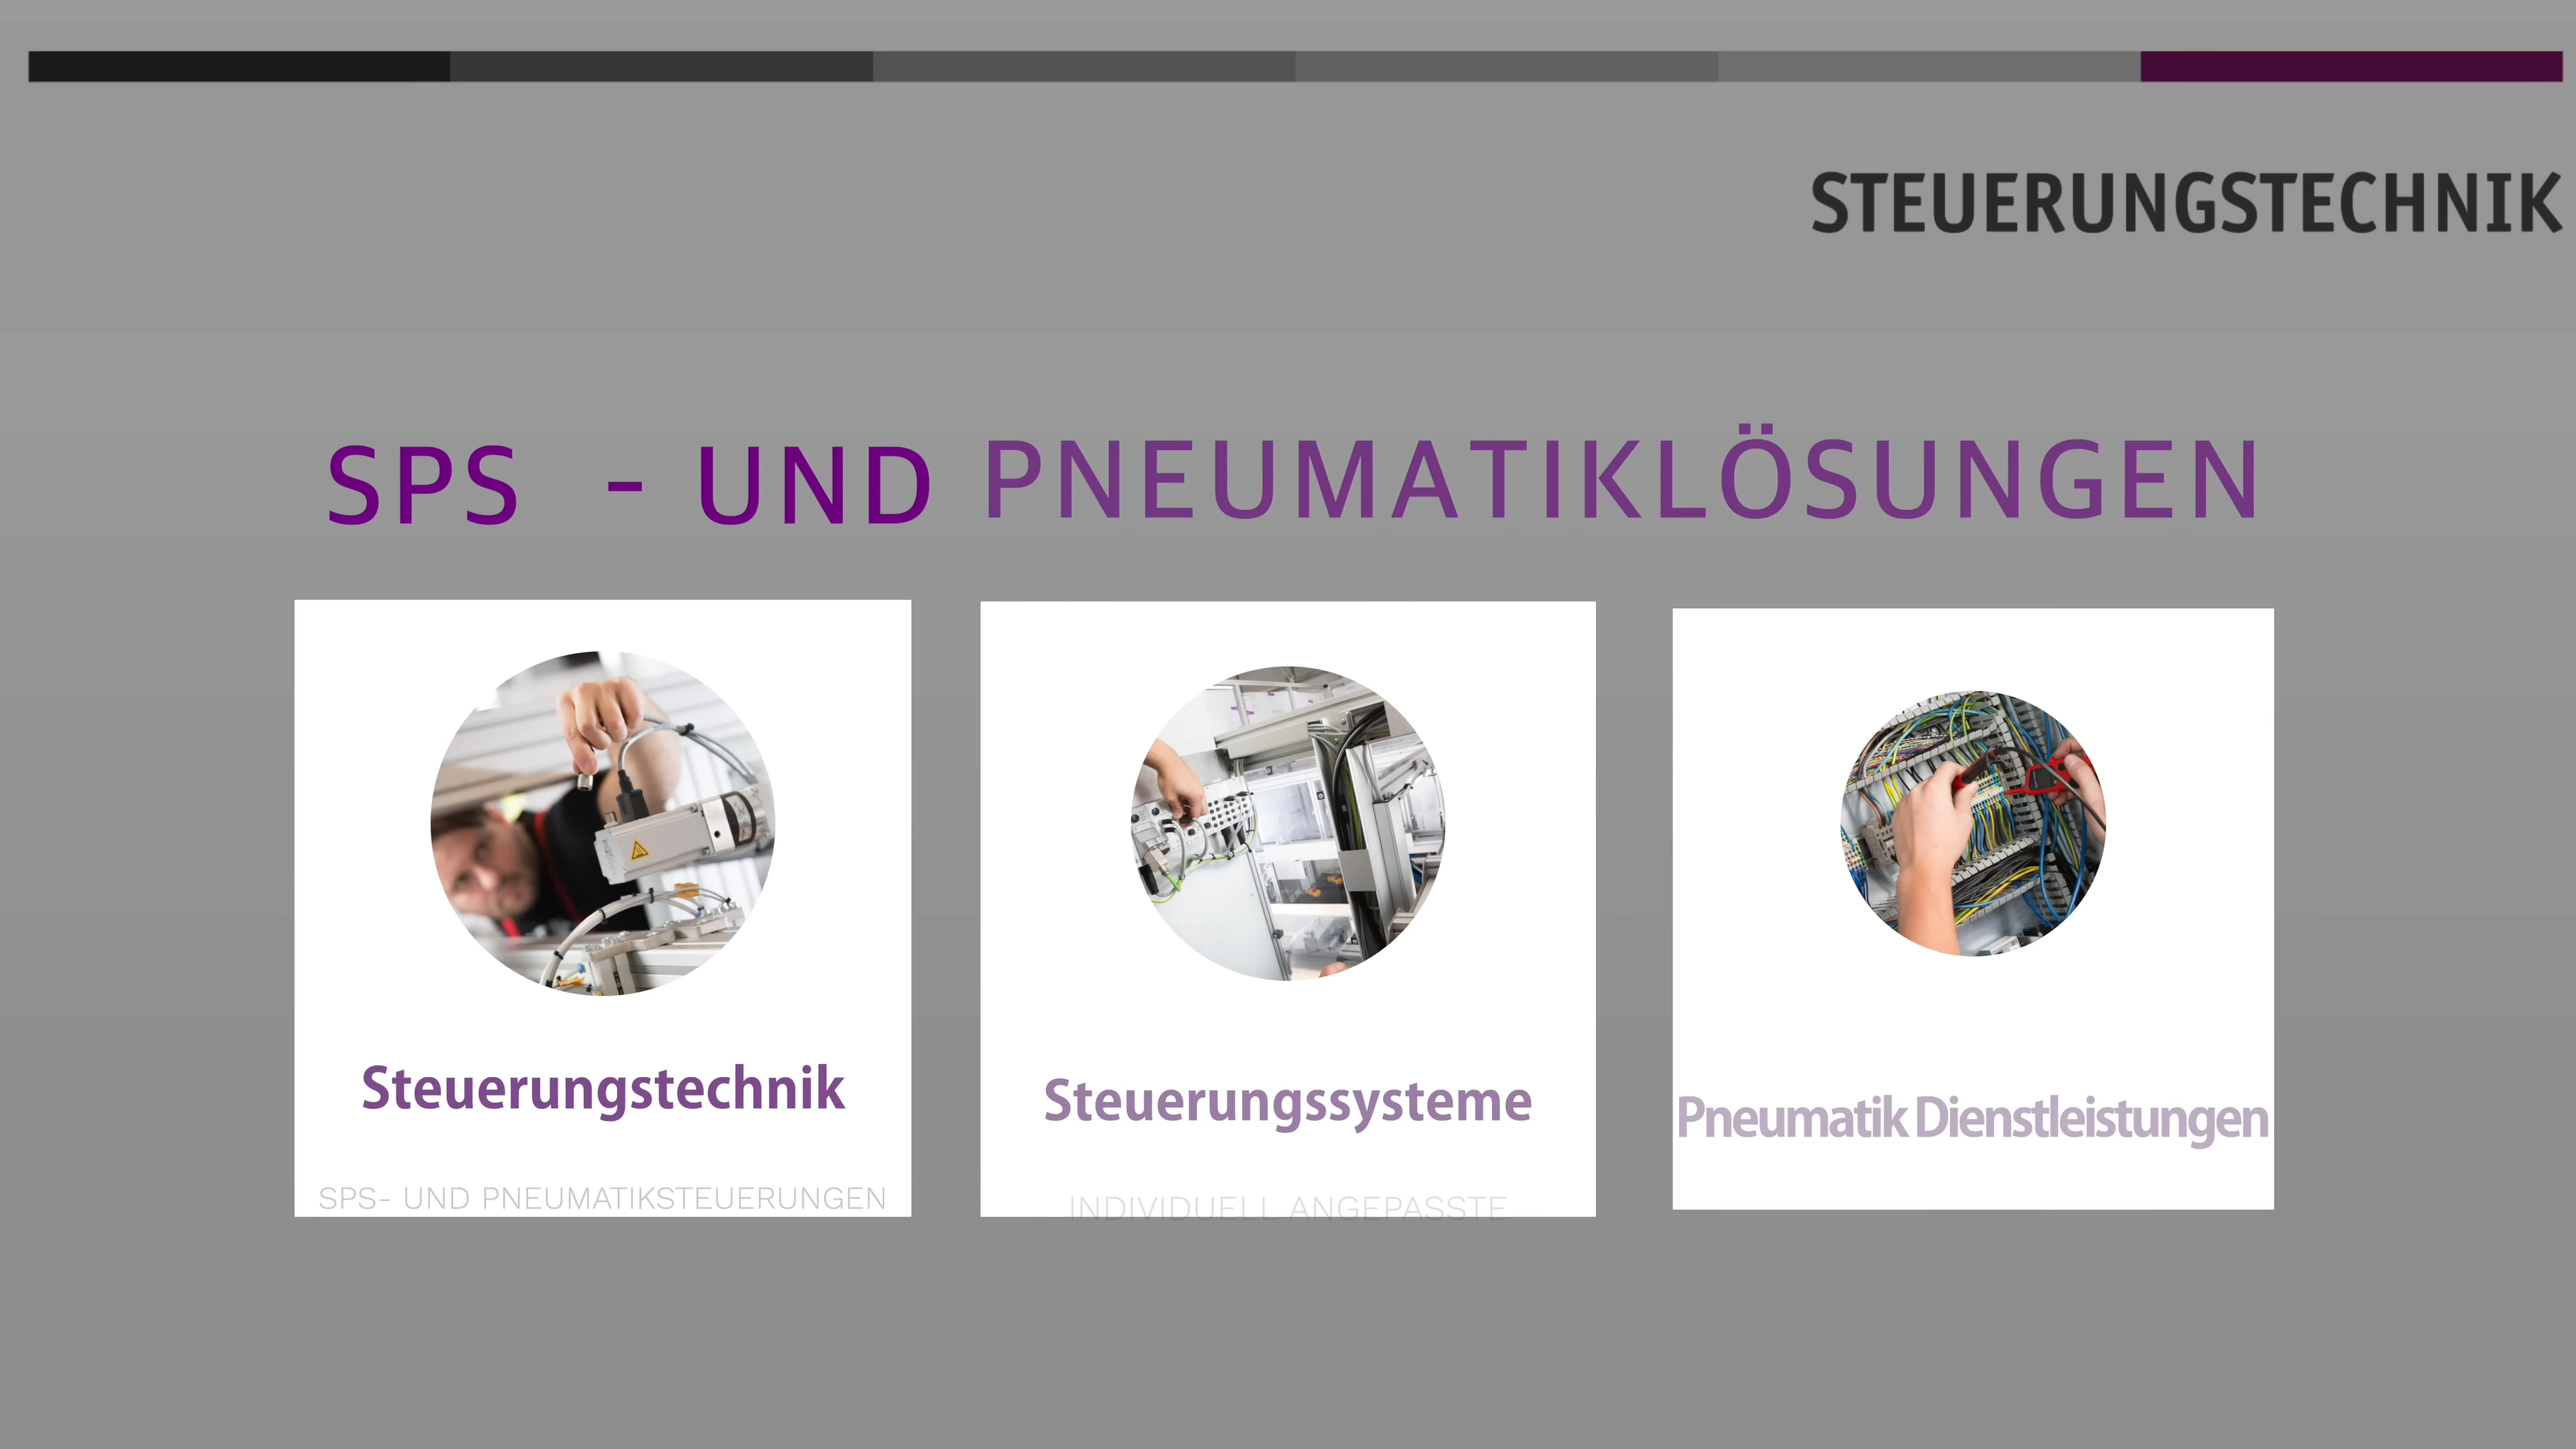 STEUERUNGSTECHNIK
SPS - UND PNEUMATIKLÖSUNGEN
Steuerungstechnik
SPS- UND PNEUMATIKSTEUERUNGEN
Steuerungssysteme
INDIVIDUELL ANGEPASSTE
Pneumatik Dienstleistungen